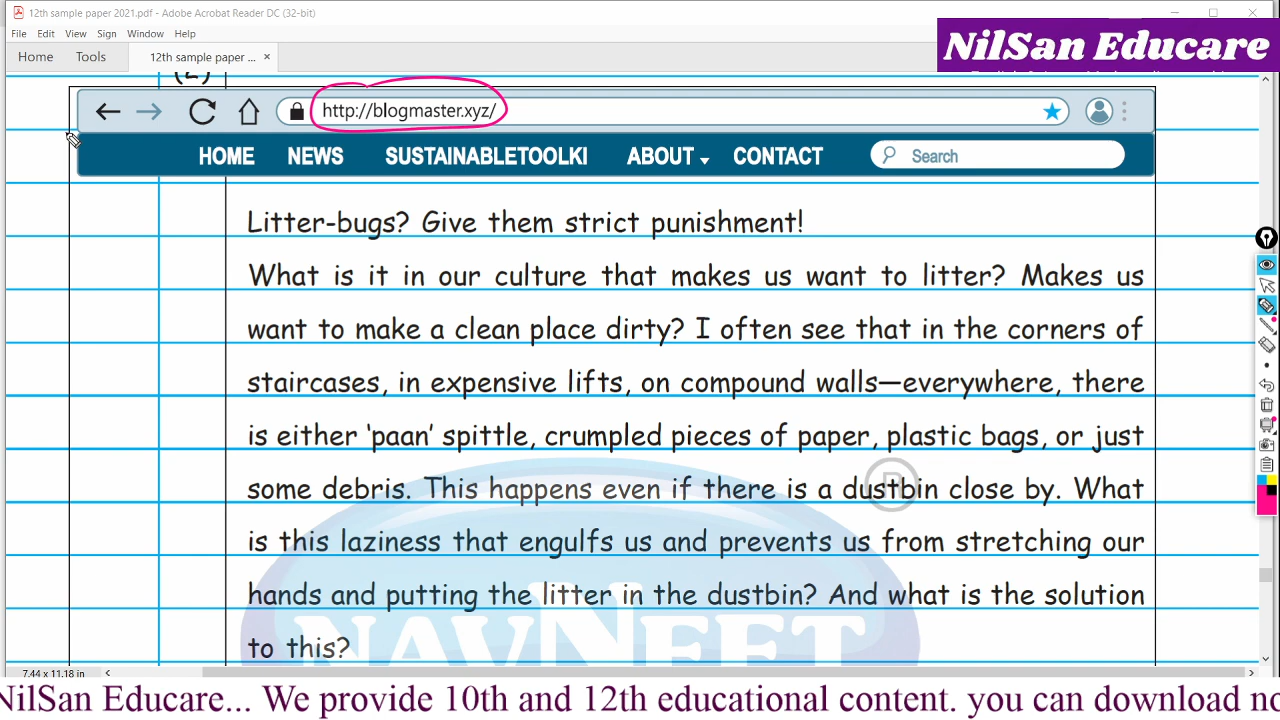 12th sample paper 2021.pdf - Adobe Acrobat Reader DC (32-bit)
File Edit View Sign Window Help
Home Tools 12th sample paper ... ×
NilSan Educare
(2)
http://blogmaster.xyz/
HOME NEWS SUSTAINABLETOOLKI ABOUT CONTACT Search
Litter-bugs? Give them strict punishment!
What is it in our culture that makes us want to litter? Makes us
want to make a clean place dirty? I often see that in the corners of
staircases, in expensive lifts, on compound walls—everywhere, there
is either ‘paan’ spittle, crumpled pieces of paper, plastic bags, or just
some debris. This happens even if there is a dustbin close by. What
is this laziness that engulfs us and prevents us from stretching our
hands and putting the litter in the dustbin? And what is the solution
to this?
NAVNEET
R
7.44 x 11.18 in
NilSan Educare... We provide 10th and 12th educational content. you can download